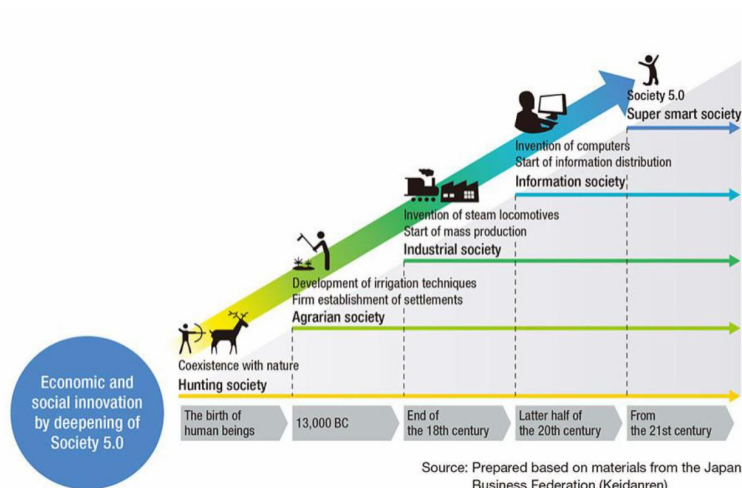 Society 5.0
Super smart society
Invention of computers
Start of information distribution
Information society
Invention of steam locomotives
Start of mass production
Industrial society
Development of irrigation techniques
Firm establishment of settlements
Agrarian society
Coexistence with nature
Hunting society
Economic and
social innovation
by deepening of
Society 5.0
The birth of
human beings
13,000 BC
End of
the 18th century
Latter half of
the 20th century
From
the 21st century
Source: Prepared based on materials from the Japan
Business Federation (Keidanren)